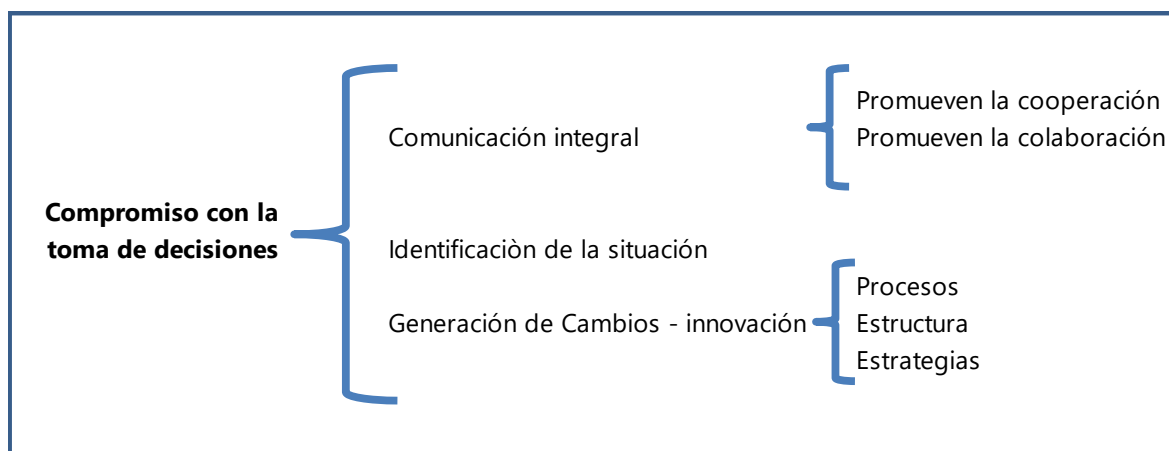 Compromiso con la
toma de decisiones
Comunicación integral
Promueven la cooperación
Promueven la colaboración
Identificaciòn de la situación
Generación de Cambios - innovación
Procesos
Estructura
Estrategias